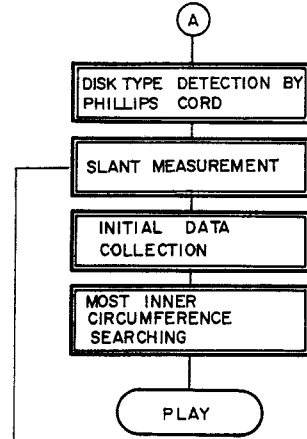 A
DISK TYPE DETECTION BY
PHILLIPS CORD
SLANT MEASUREMENT
INITIAL DATA
COLLECTION
MOST INNER
CIRCUMFERENCE
SEARCHING
PLAY